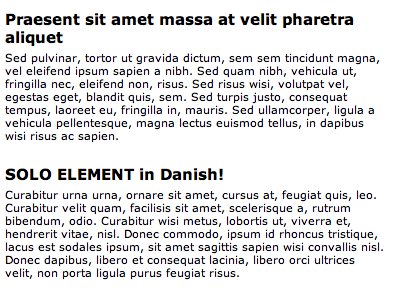 Praesent sit amet massa at velit pharetra
aliquet
Sed pulvinar, tortor ut gravida dictum, sem sem tincidunt magna,
vel eleifend ipsum sapien a nibh. Sed quam nibh, vehicula ut,
fringilla nec, eleifend non, risus. Sed risus wisi, volutpat vel,
egestas eget, blandit quis, sem. Sed turpis justo, consequat
tempus, laoreet eu, fringilla in, mauris. Sed ullamcorper, ligula a
vehicula pellentesque, magna lectus euismod tellus, in dapibus
wisi risus ac sapien.
SOLO ELEMENT in Danish!
Curabitur urna urna, ornare sit amet, cursus at, feugiat quis, leo.
Curabitur velit quam, facilisis sit amet, scelerisque a, rutrum
bibendum, odio. Curabitur wisi metus, lobortis ut, viverra et,
hendrerit vitae, nisl. Donec commodo, ipsum id rhoncus tristique,
lacus est sodales ipsum, sit amet sagittis sapien wisi convallis nisl.
Donec dapibus, libero et consequat lacinia, libero orci ultrices
velit, non porta ligula purus feugiat risus.